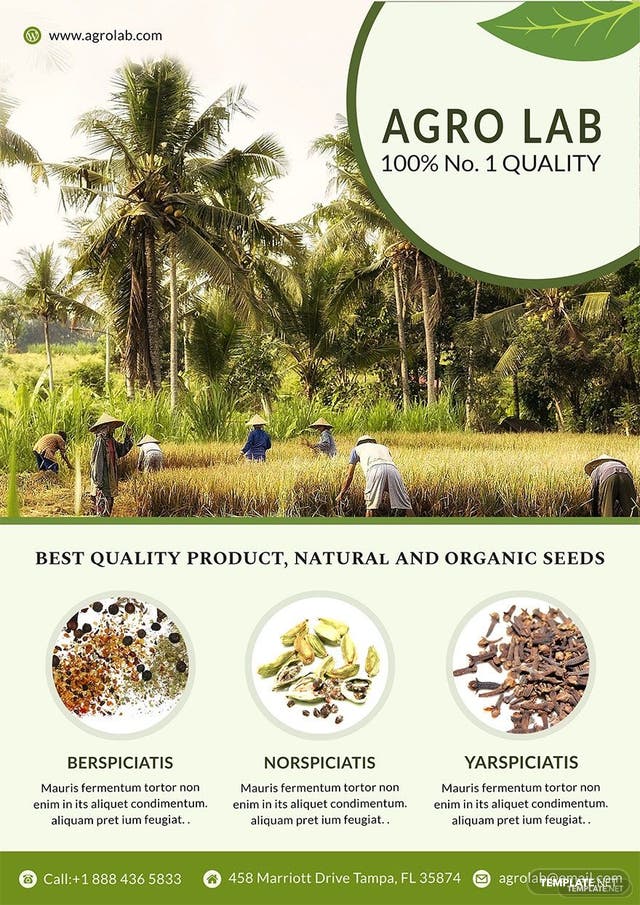 www.agrolab.com
AGRO LAB
100% No. 1 QUALITY
BEST QUALITY PRODUCT, NATURAL AND ORGANIC SEEDS
BERSPICIATIS
Mauris fermentum tortor non
enim in its aliquet condimentum.
aliquam pret ium feugiat. .
NORSPICIATIS
Mauris fermentum tortor non
enim in its aliquet condimentum.
aliquam pret ium feugiat. .
YARSPICIATIS
Mauris fermentum tortor non
enim in its aliquet condimentum.
aliquam pret ium feugiat. .
Call:+1 888 436 5833
458 Marriott Drive Tampa, FL 35874
agrolab@email.com
TEMPLATE.NET
TEMPLATE.NET